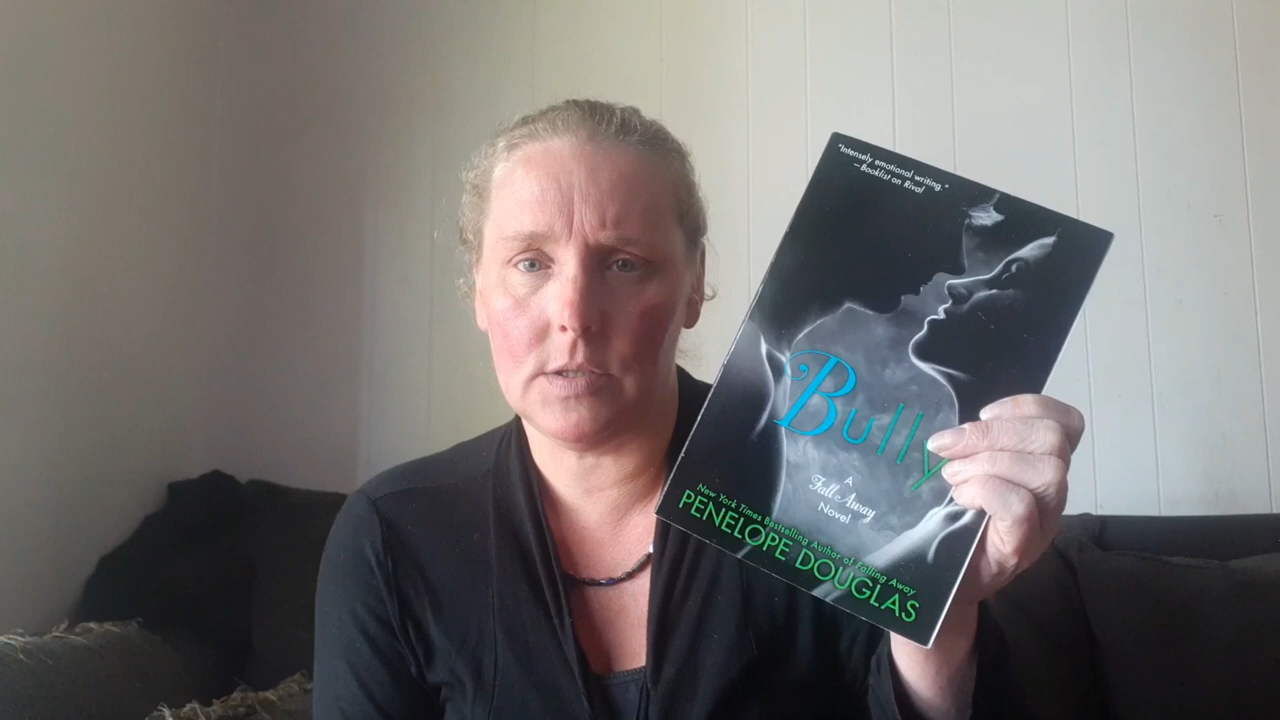 "Intensely emotional writing."
—Booklist on Rival
Bully
A
Fall Away
Novel
New York Times Bestselling Author of Falling Away
PENELOPE DOUGLAS